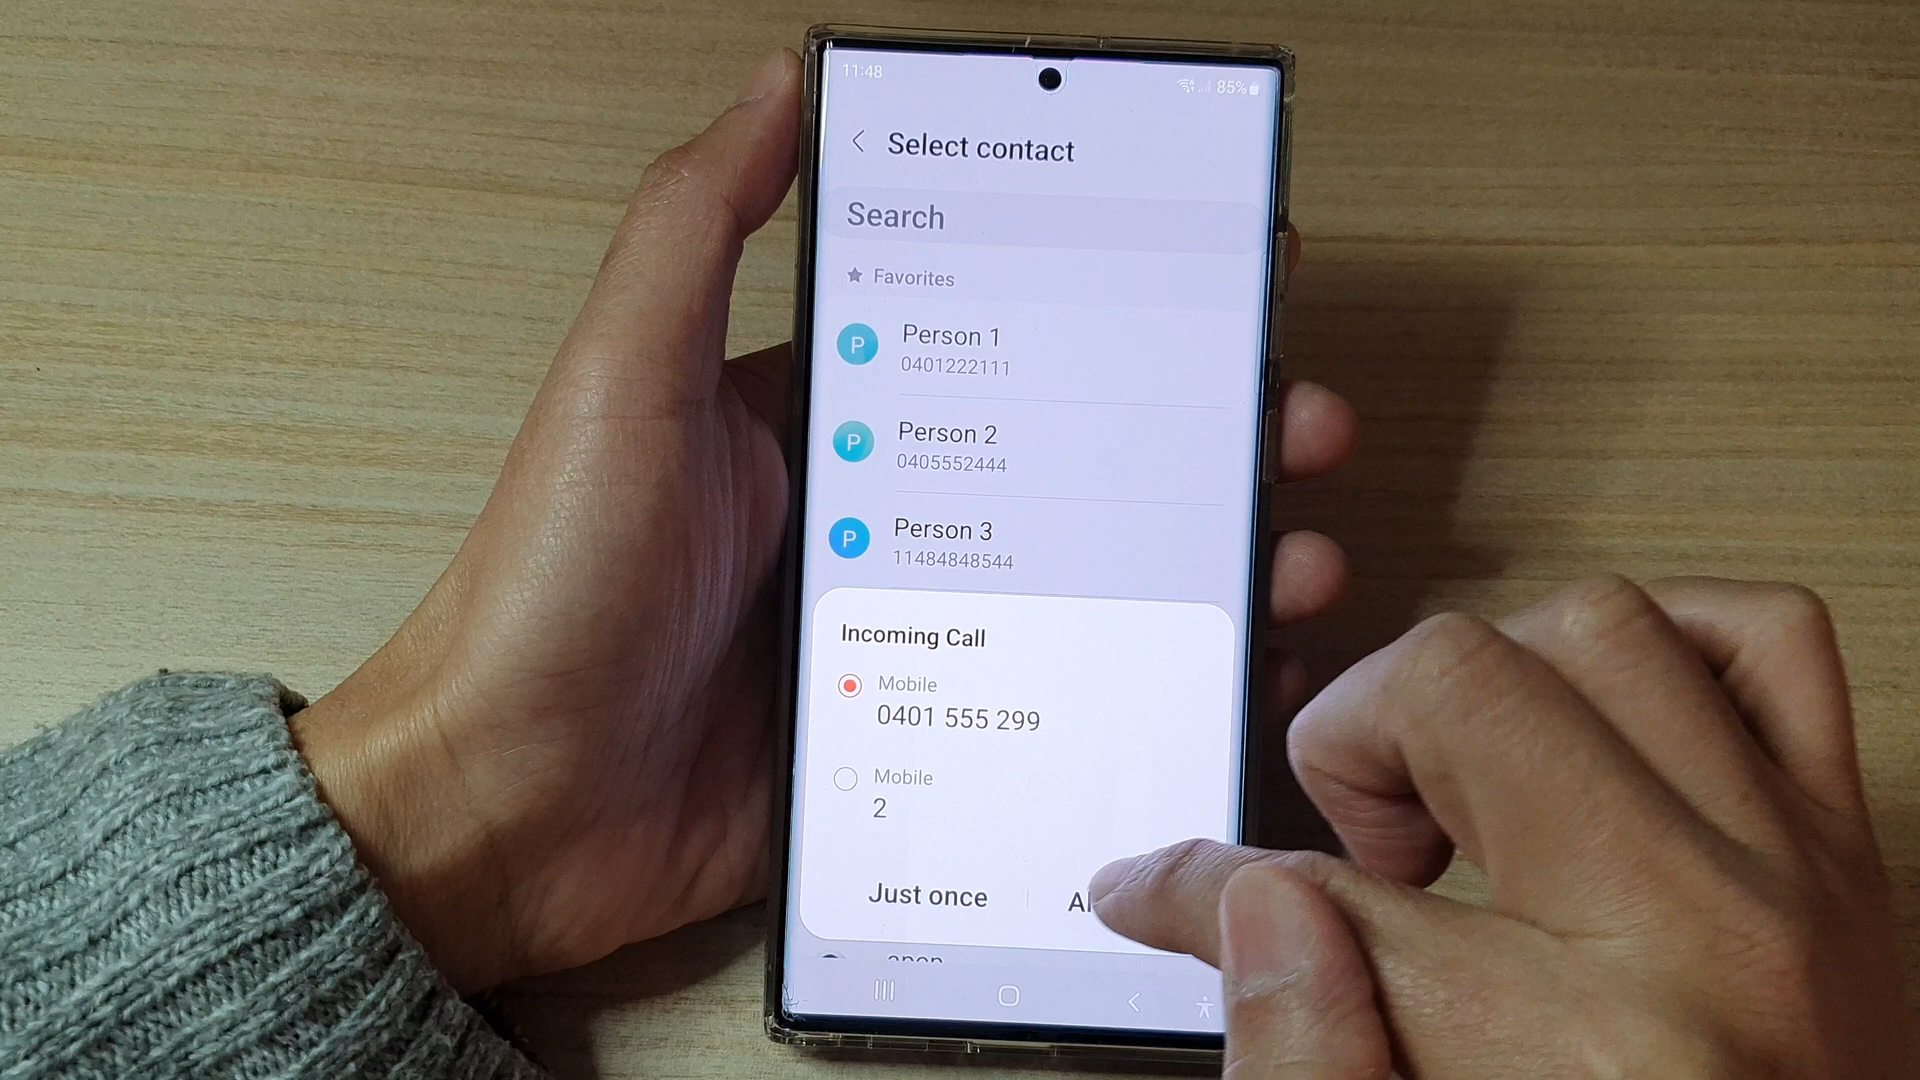 11:48
85%
Select contact
Search
Favorites
P
Person 1
0401222111
P
Person 2
0405552444
P
Person 3
11484848544
Incoming Call
Mobile
0401 555 299
Mobile
2
Just once